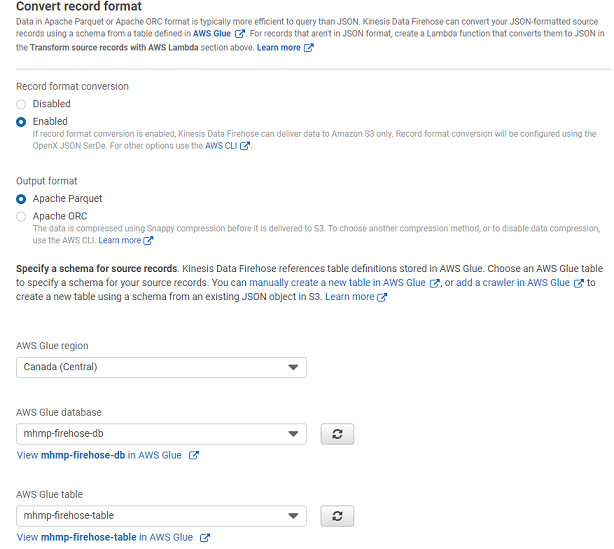 Convert record format
Data in Apache Parquet or Apache ORC format is typically more efficient to query than JSON. Kinesis Data Firehose can convert your JSON-formatted source
records using a schema from a table defined in AWS Glue. For records that aren't in JSON format, create a Lambda function that converts them to JSON in
the Transform source records with AWS Lambda section above. Learn more
Record format conversion
Disabled
Enabled
If record format conversion is enabled, Kinesis Data Firehose can deliver data to Amazon S3 only. Record format conversion will be configured using the
OpenX JSON SerDe. For other options use the AWS CLI.
Output format
Apache Parquet
Apache ORC
The data is compressed using Snappy compression before it is delivered to S3. To choose another compression method, or to disable data compression,
use the AWS CLI. Learn more
Specify a schema for source records. Kinesis Data Firehose references table definitions stored in AWS Glue. Choose an AWS Glue table
to specify a schema for your source records. You can manually create a new table in AWS Glue, or add a crawler in AWS Glue to
create a new table using a schema from an existing JSON object in S3. Learn more
AWS Glue region
Canada (Central)
AWS Glue database
mhmp-firehose-db
View mhmp-firehose-db in AWS Glue
AWS Glue table
mhmp-firehose-table
View mhmp-firehose-table in AWS Glue